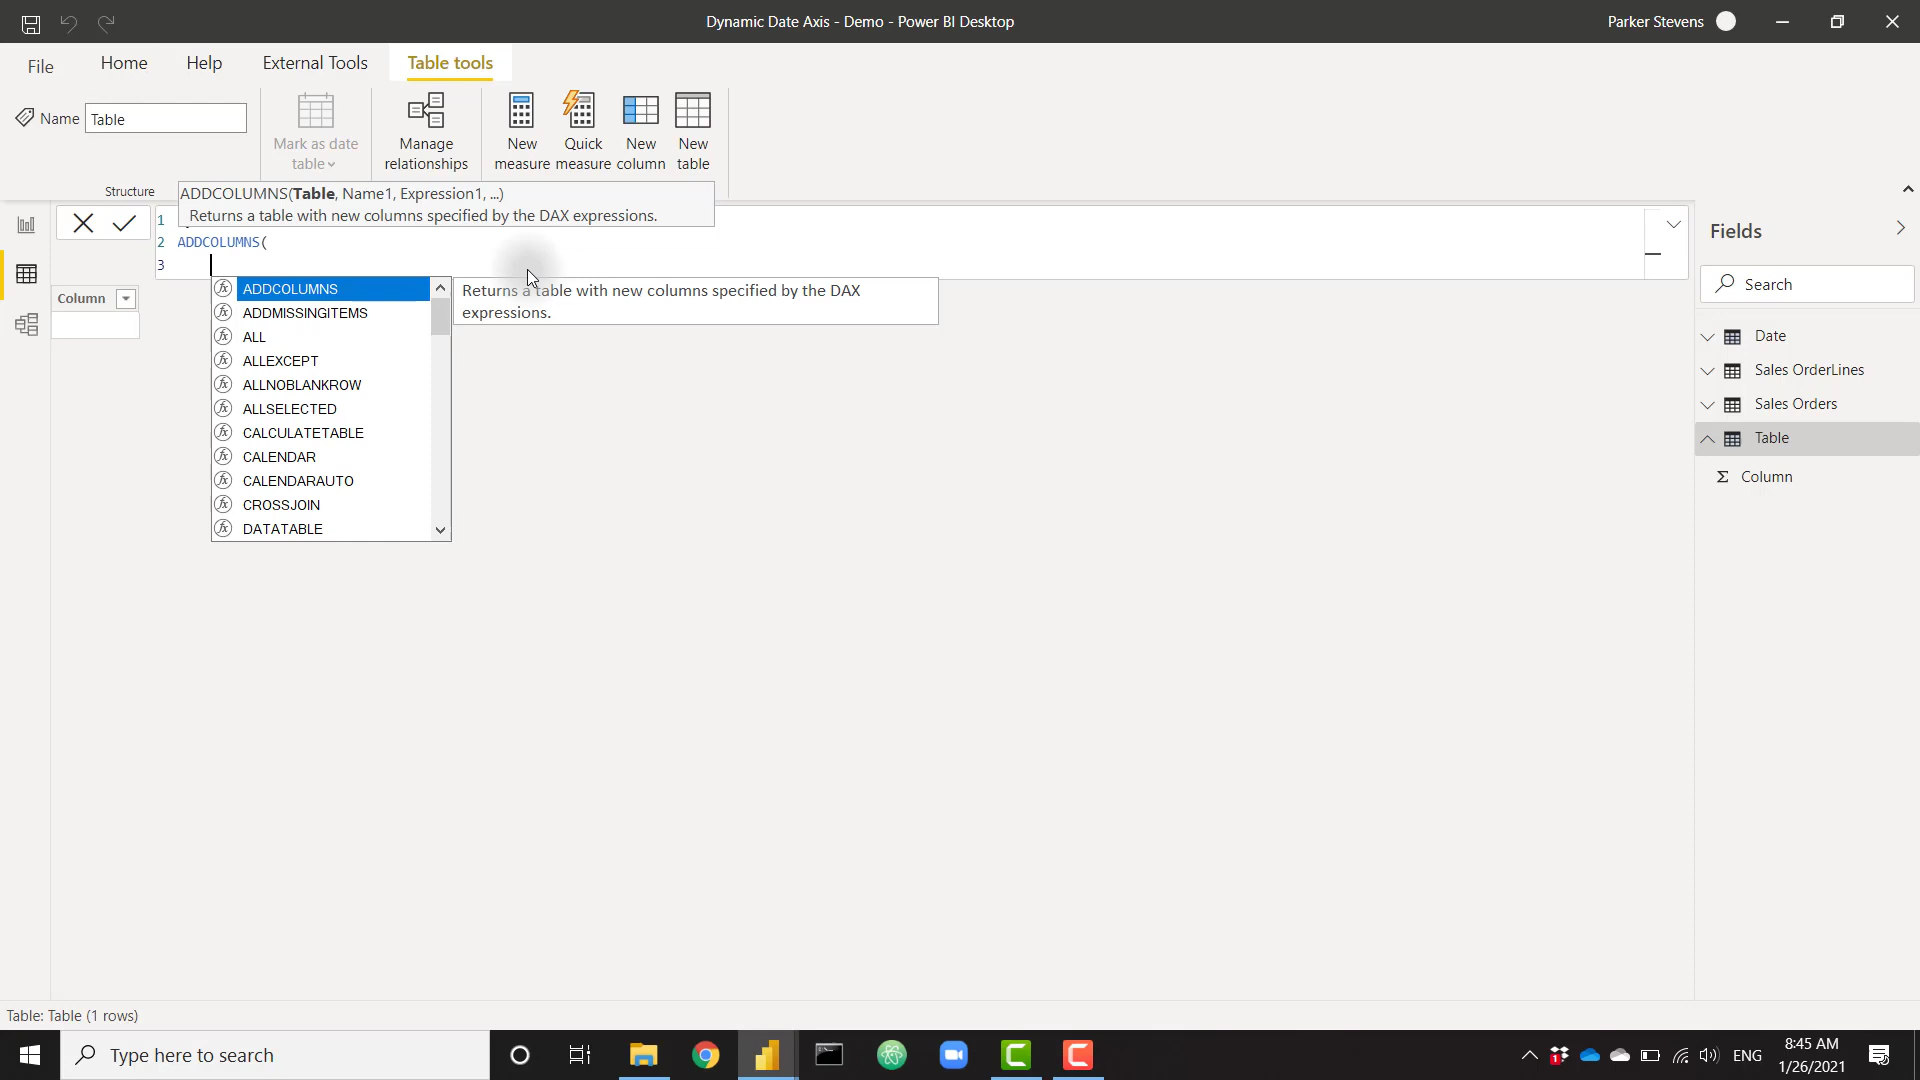 Dynamic Date Axis - Demo - Power BI Desktop
Parker Stevens
File
Home
Help
External Tools
Table tools
Name
Table
Mark as date
table
Manage
relationships
New
measure
Quick
measure
New
column
New
table
Structure
ADDCOLUMNS(Table, Name1, Expression1, ...)
Returns a table with new columns specified by the DAX expressions.
1
2 ADDCOLUMNS(
3
Column
ADDCOLUMNS
ADDMISSINGITEMS
ALL
ALLEXCEPT
ALLNOBLANKROW
ALLSELECTED
CALCULATETABLE
CALENDAR
CALENDARAUTO
CROSSJOIN
DATATABLE
Returns a table with new columns specified by the DAX
expressions.
Fields
Search
Date
Sales OrderLines
Sales Orders
Table
Column
Table: Table (1 rows)
Type here to search
ENG
8:45 AM
1/26/2021